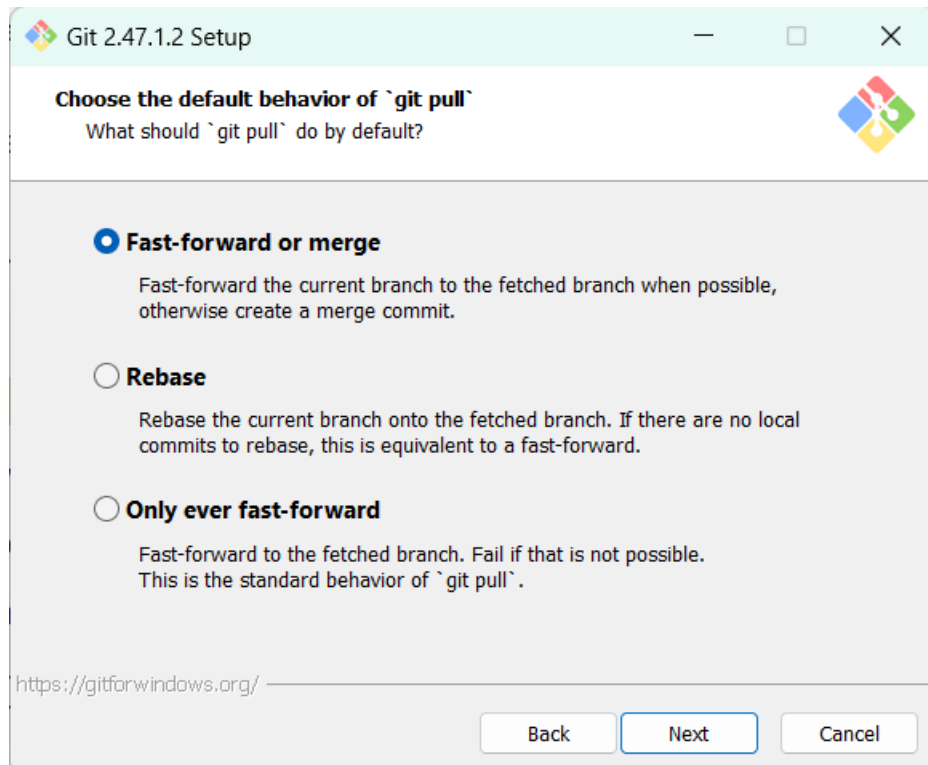 Git 2.47.1.2 Setup
Choose the default behavior of `git pull`
What should `git pull` do by default?
Fast-forward or merge
Fast-forward the current branch to the fetched branch when possible,
otherwise create a merge commit.
Rebase
Rebase the current branch onto the fetched branch. If there are no local
commits to rebase, this is equivalent to a fast-forward.
Only ever fast-forward
Fast-forward to the fetched branch. Fail if that is not possible.
This is the standard behavior of `git pull`.
https://gitforwindows.org/
Back Next Cancel